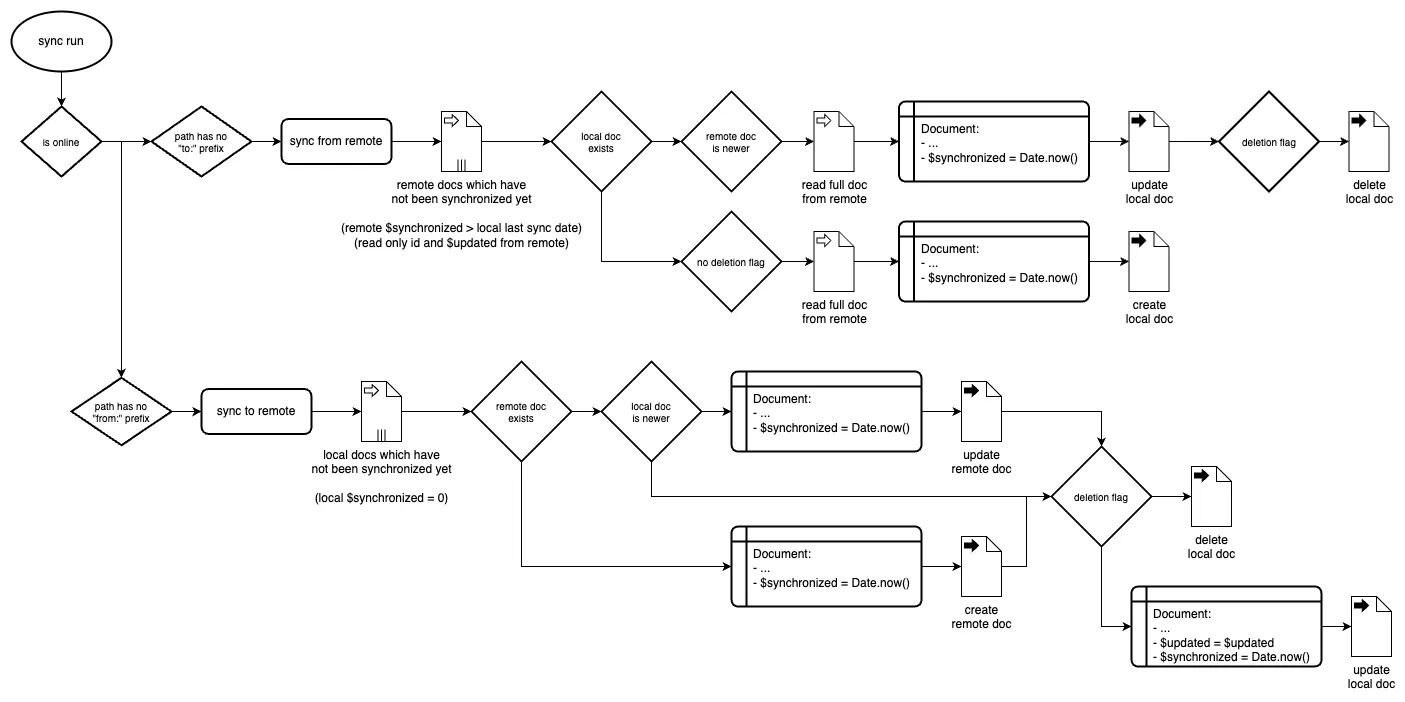 sync run
is online
path has no
"to:" prefix
sync from remote
remote docs which have
not been synchronized yet
(remote $synchronized > local last sync date)
(read only id and $updated from remote)
local doc
exists
remote doc
is newer
read full doc
from remote
Document:
- ...
- $synchronized = Date.now()
update
local doc
deletion flag
delete
local doc
no deletion flag
read full doc
from remote
Document:
- ...
- $synchronized = Date.now()
create
local doc
path has no
"from:" prefix
sync to remote
local docs which have
not been synchronized yet
(local $synchronized = 0)
remote doc
exists
local doc
is newer
Document:
- ...
- $synchronized = Date.now()
update
remote doc
deletion flag
delete
local doc
Document:
- ...
- $synchronized = Date.now()
create
remote doc
Document:
- ...
- $updated = $updated
- $synchronized = Date.now()
update
local doc